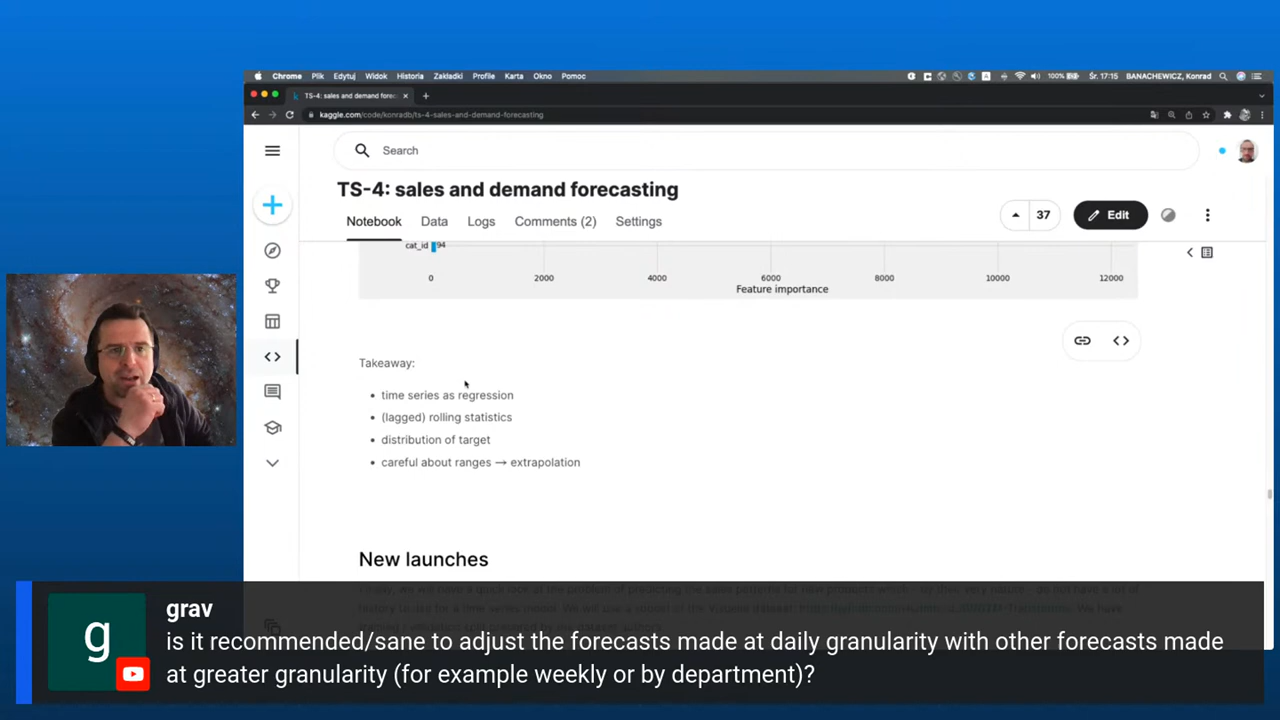 Chrome Plik Edytuj Widok Historia Zakładki Profile Karta Okno Pomoc 100% Śr. 17:15 BANACHEWICZ, Konrad
TS-4: sales and demand forec
kaggle.com/code/konradb/ts-4-sales-and-demand-forecasting
Search
TS-4: sales and demand forecasting
Notebook Data Logs Comments (2) Settings
37 Edit
cat_id 94
0 2000 4000 6000 8000 10000 12000
Feature importance
Takeaway:
• time series as regression
• (lagged) rolling statistics
• distribution of target
• careful about ranges → extrapolation
New launches
g
grav
is it recommended/sane to adjust the forecasts made at daily granularity with other forecasts made
at greater granularity (for example weekly or by department)?